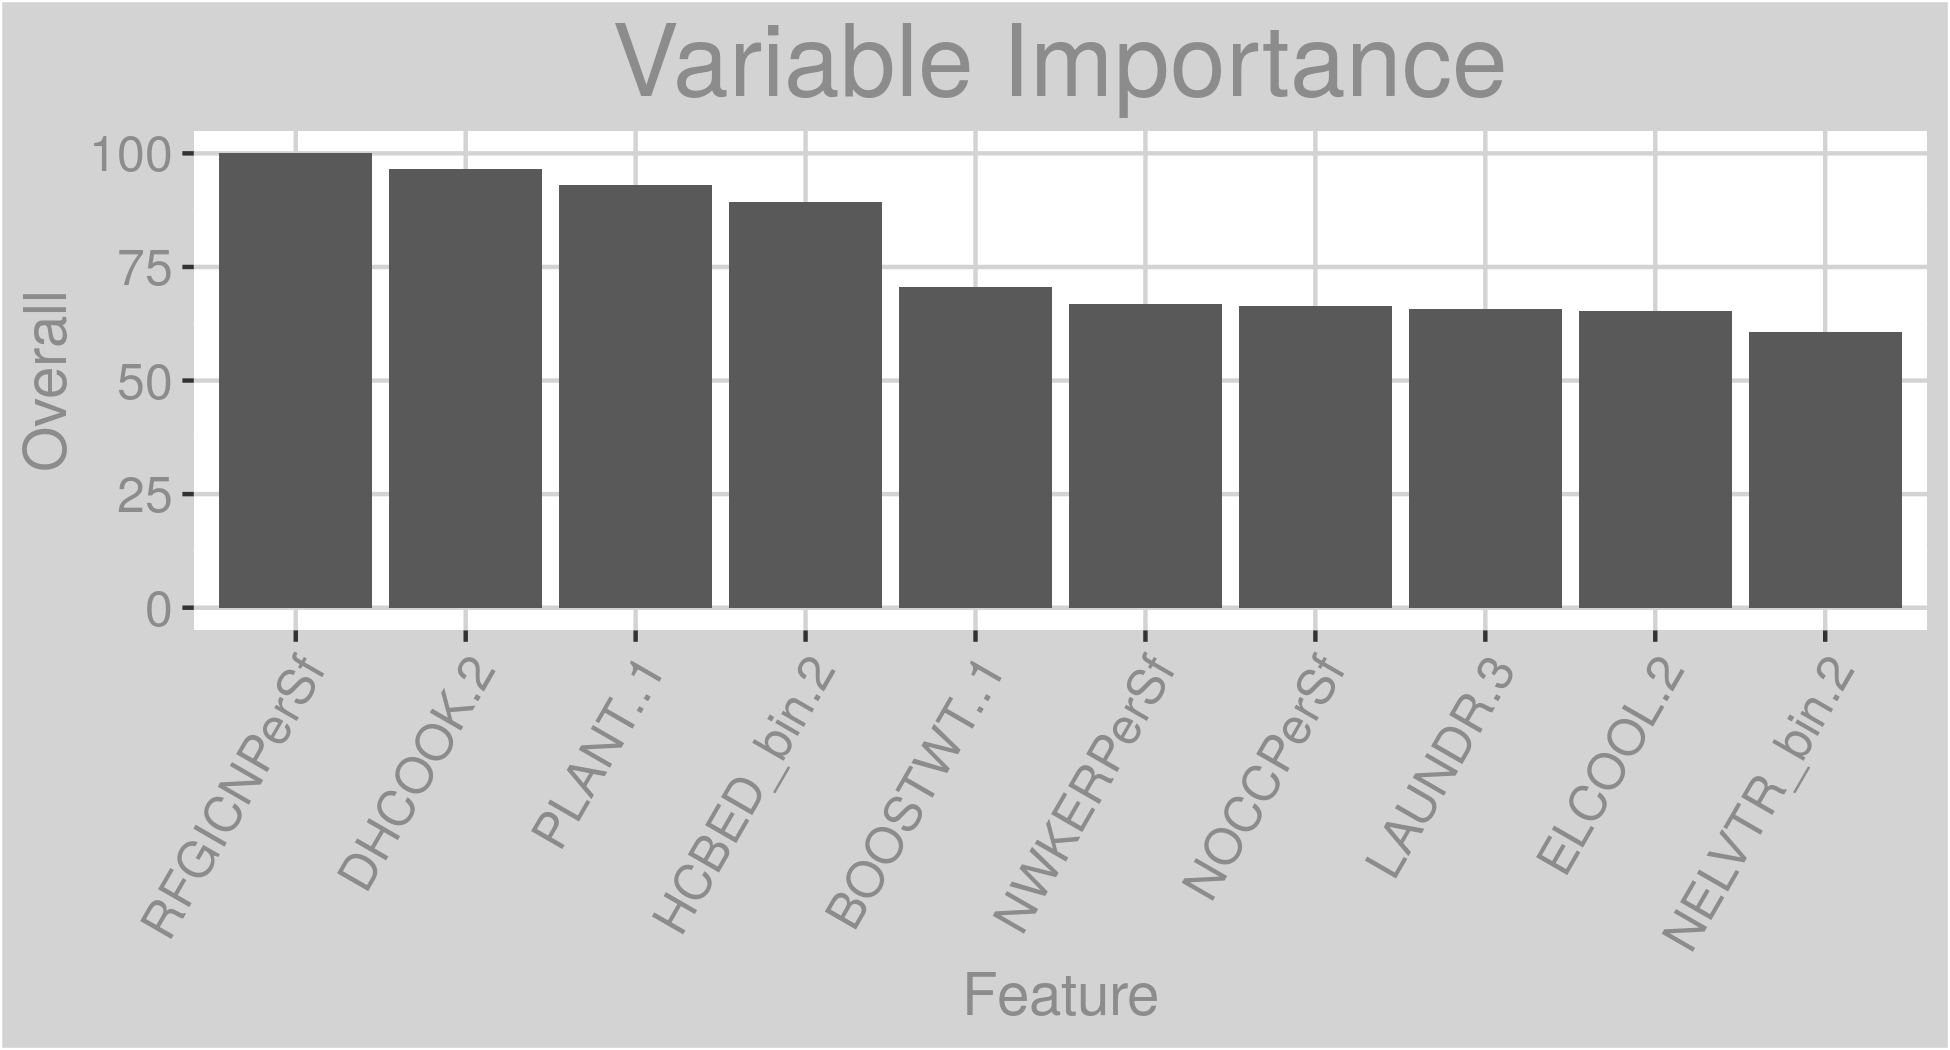 Variable Importance
Overall
100
75
50
25
0
RFGICNPerSf
DHCOOK.2
PLANT..1
HCBED_bin.2
BOOSTWT..1
NWKERPerSf
NOCCPerSf
LAUNDR.3
ELCOOL.2
NELVTR_bin.2
Feature